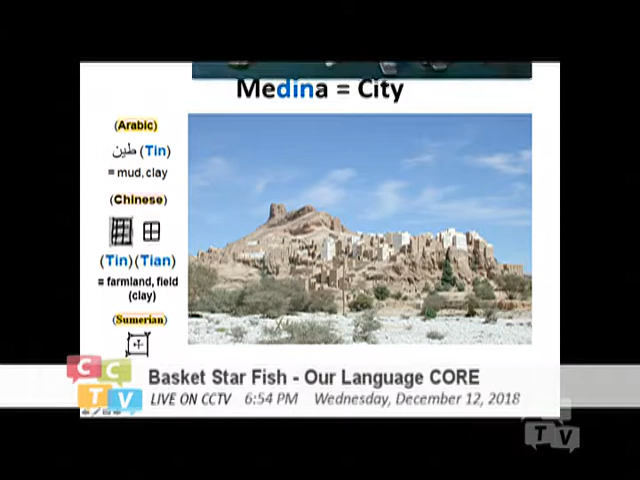 Medina = City
(Arabic)
طين (Tin)
= mud, clay
(Chinese)
田
(Tin)(Tian)
= farmland, field
(clay)
(Sumerian)
CCTV
Basket Star Fish - Our Language CORE
LIVE ON CCTV 6:54 PM Wednesday, December 12, 2018
TV